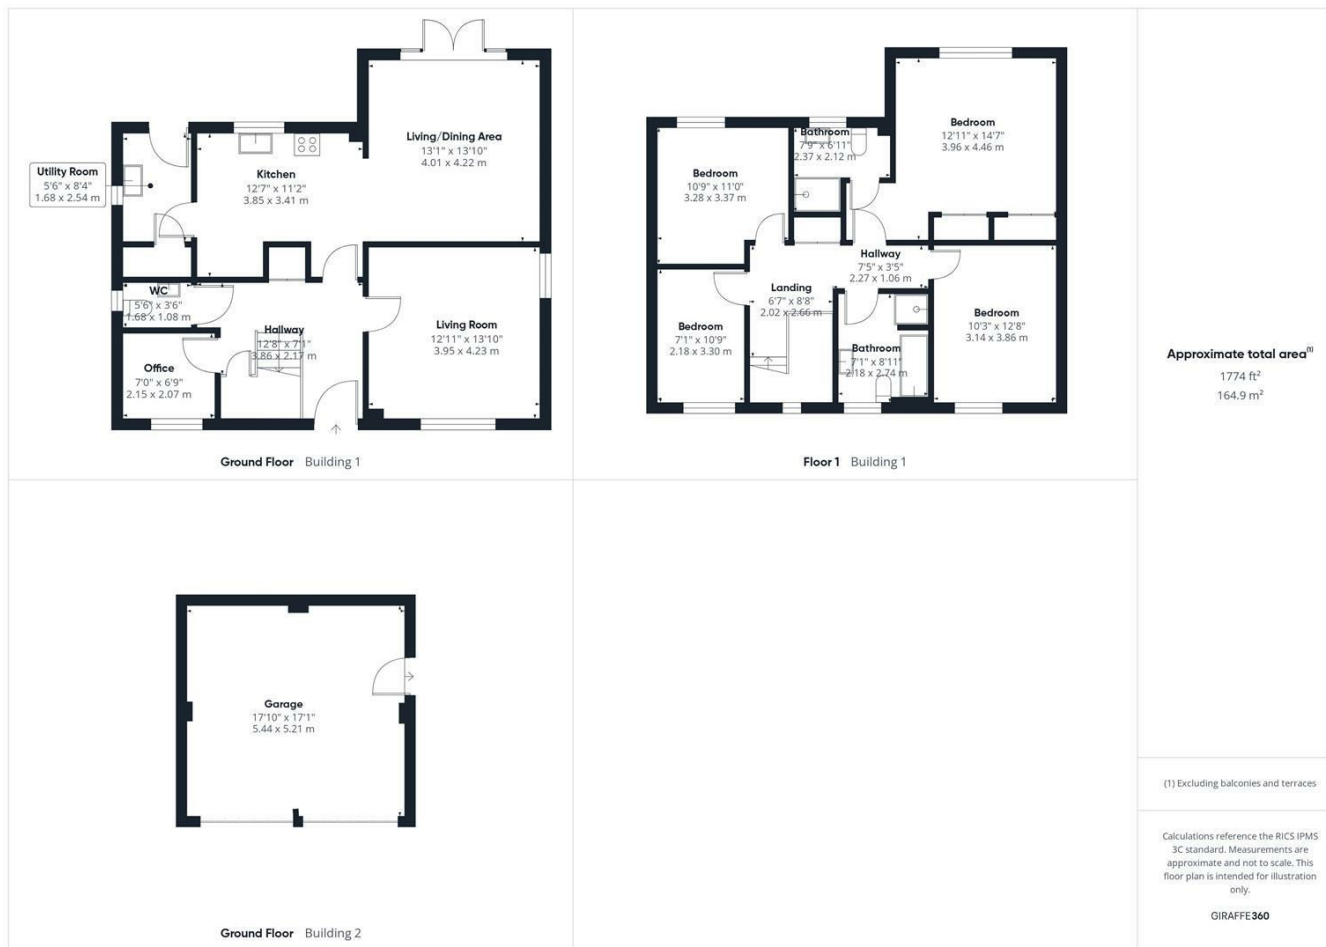 Living/Dining Area
13'1" x 13'10"
4.01 x 4.22 m
Utility Room
5'6" x 8'4"
1.68 x 2.54 m
Kitchen
12'7" x 11'2"
3.85 x 3.41 m
WC
5'6" x 3'6"
1.68 x 1.08 m
Hallway
12'8" x 7'1"
3.86 x 2.17 m
Living Room
12'11" x 13'10"
3.95 x 4.23 m
Office
7'0" x 6'9"
2.15 x 2.07 m
Ground Floor Building 1
Bedroom
12'11" x 14'7"
3.96 x 4.46 m
Bathroom
7'9" x 6'11"
2.37 x 2.12 m
Bedroom
10'9" x 11'0"
3.28 x 3.37 m
Hallway
7'5" x 3'5"
2.27 x 1.06 m
Landing
6'7" x 8'8"
2.02 x 2.66 m
Bedroom
7'1" x 10'9"
2.18 x 3.30 m
Bathroom
7'1" x 8'11"
2.18 x 2.74 m
Bedroom
10'3" x 12'8"
3.14 x 3.86 m
Floor 1 Building 1
Garage
17'10" x 17'1"
5.44 x 5.21 m
Ground Floor Building 2
Approximate total area(1)
1774 ft²
164.9 m²
(1) Excluding balconies and terraces
Calculations reference the RICS IPMS
3C standard. Measurements are
approximate and not to scale. This
floor plan is intended for illustration
only.
GIRAFFE360